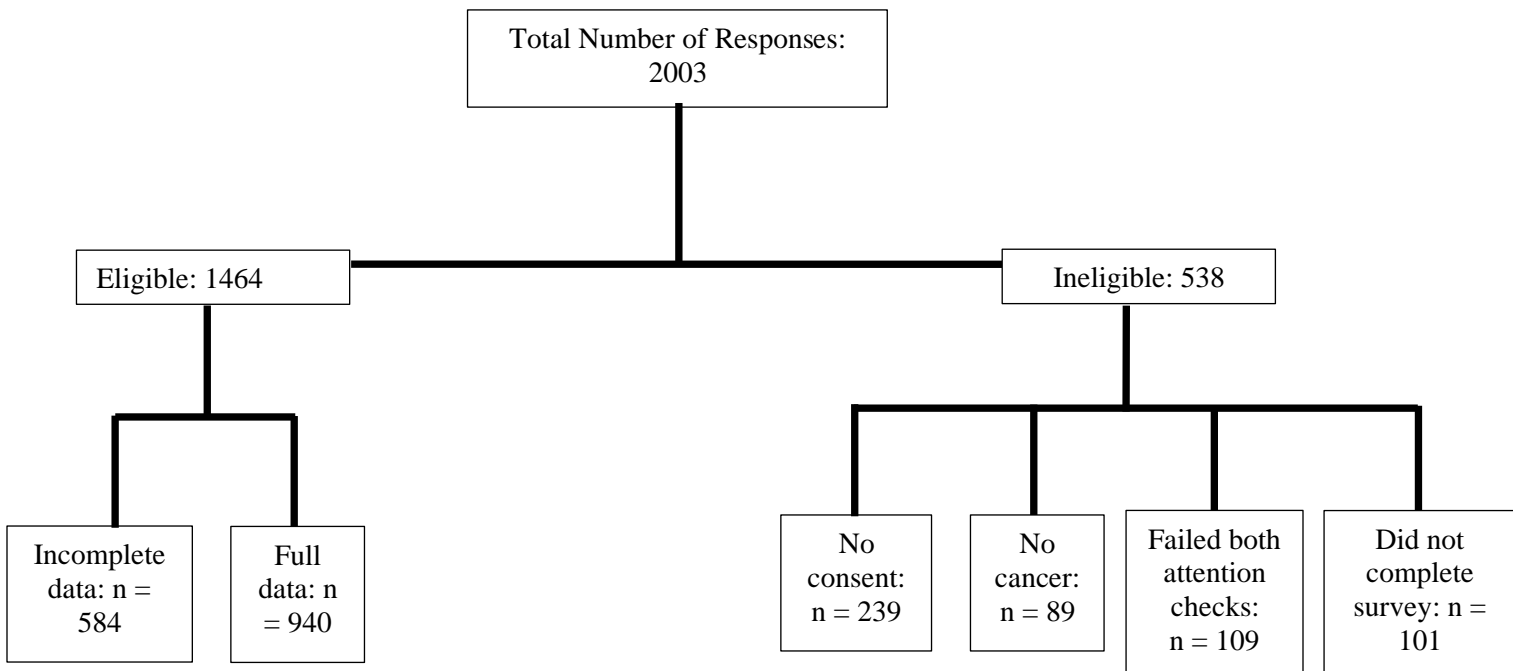 Total Number of Responses:
2003
Eligible: 1464
Ineligible: 538
Incomplete
data: n =
584
Full
data: n
= 940
No
consent:
n = 239
No
cancer:
n = 89
Failed both
attention
checks:
n = 109
Did not
complete
survey: n =
101